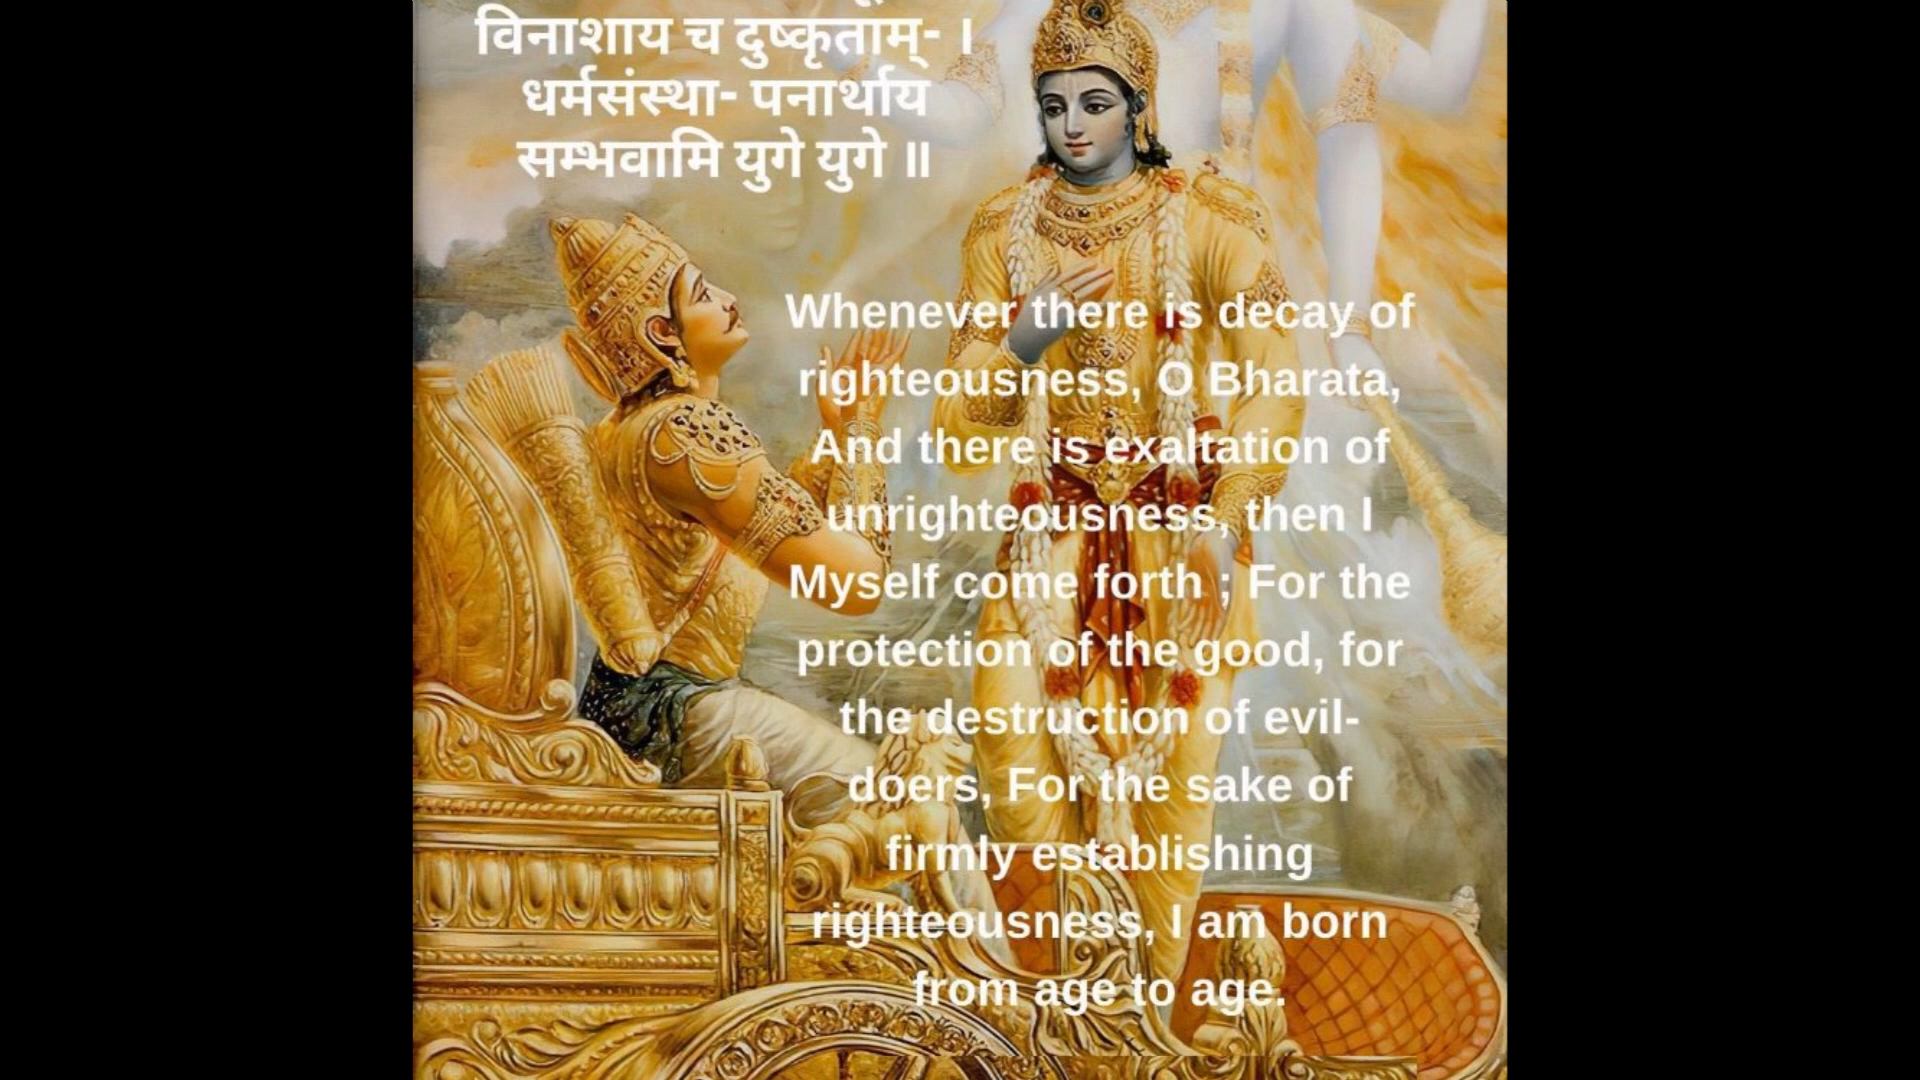 विनाशाय च दुष्कृताम्- ।
धर्मसंस्था- पनार्थाय
सम्भवामि युगे युगे ॥
Whenever there is decay of
righteousness, O Bharata,
And there is exaltation of
unrighteousness, then I
Myself come forth ; For the
protection of the good, for
the destruction of evil-
doers, For the sake of
firmly establishing
righteousness, I am born
from age to age.